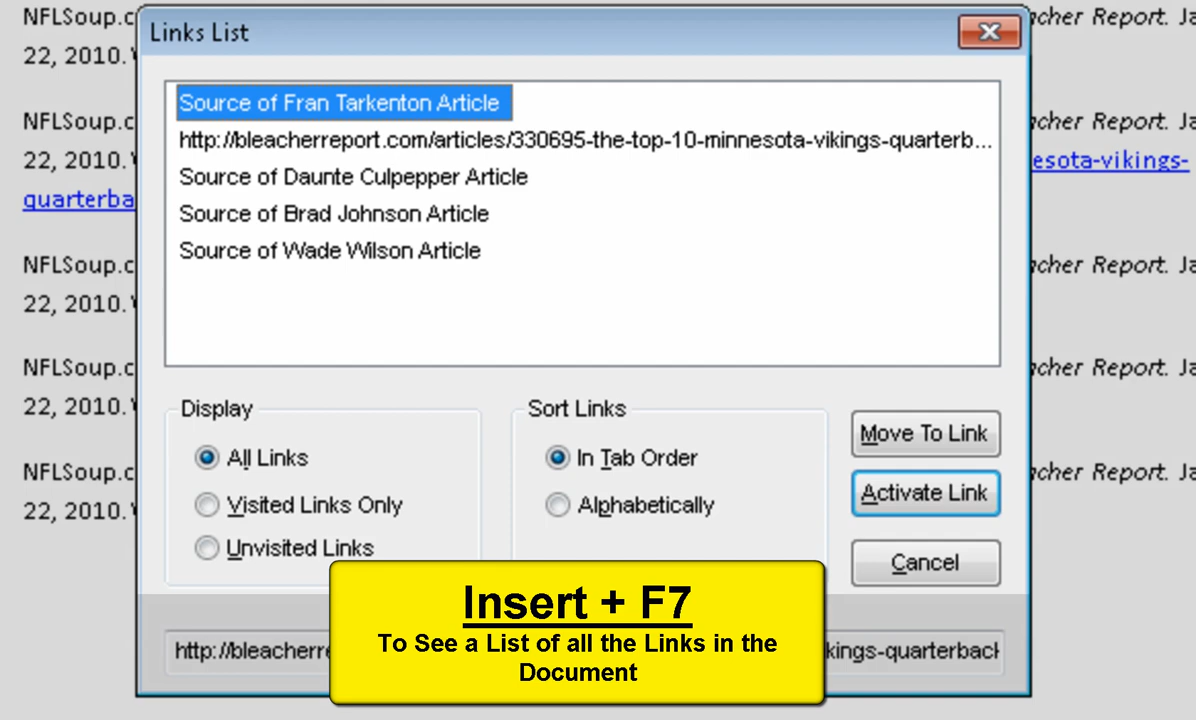 NFLSoup.c
22, 2010.
NFLSoup.c
22, 2010.
quarterba
NFLSoup.c
22, 2010.
NFLSoup.c
22, 2010.
NFLSoup.c
22, 2010.
Links List
Source of Fran Tarkenton Article
http://bleacherreport.com/articles/330695-the-top-10-minnesota-vikings-quarterb...
Source of Daunte Culpepper Article
Source of Brad Johnson Article
Source of Wade Wilson Article
Display
All Links
Visited Links Only
Unvisited Links
Sort Links
In Tab Order
Alphabetically
Move To Link
Activate Link
Cancel
http://bleacherre
kings-quarterback
Insert + F7
To See a List of all the Links in the
Document
cher Report. Ja
cher Report. Ja
esota-vikings-
cher Report. Ja
cher Report. Ja
cher Report. Ja